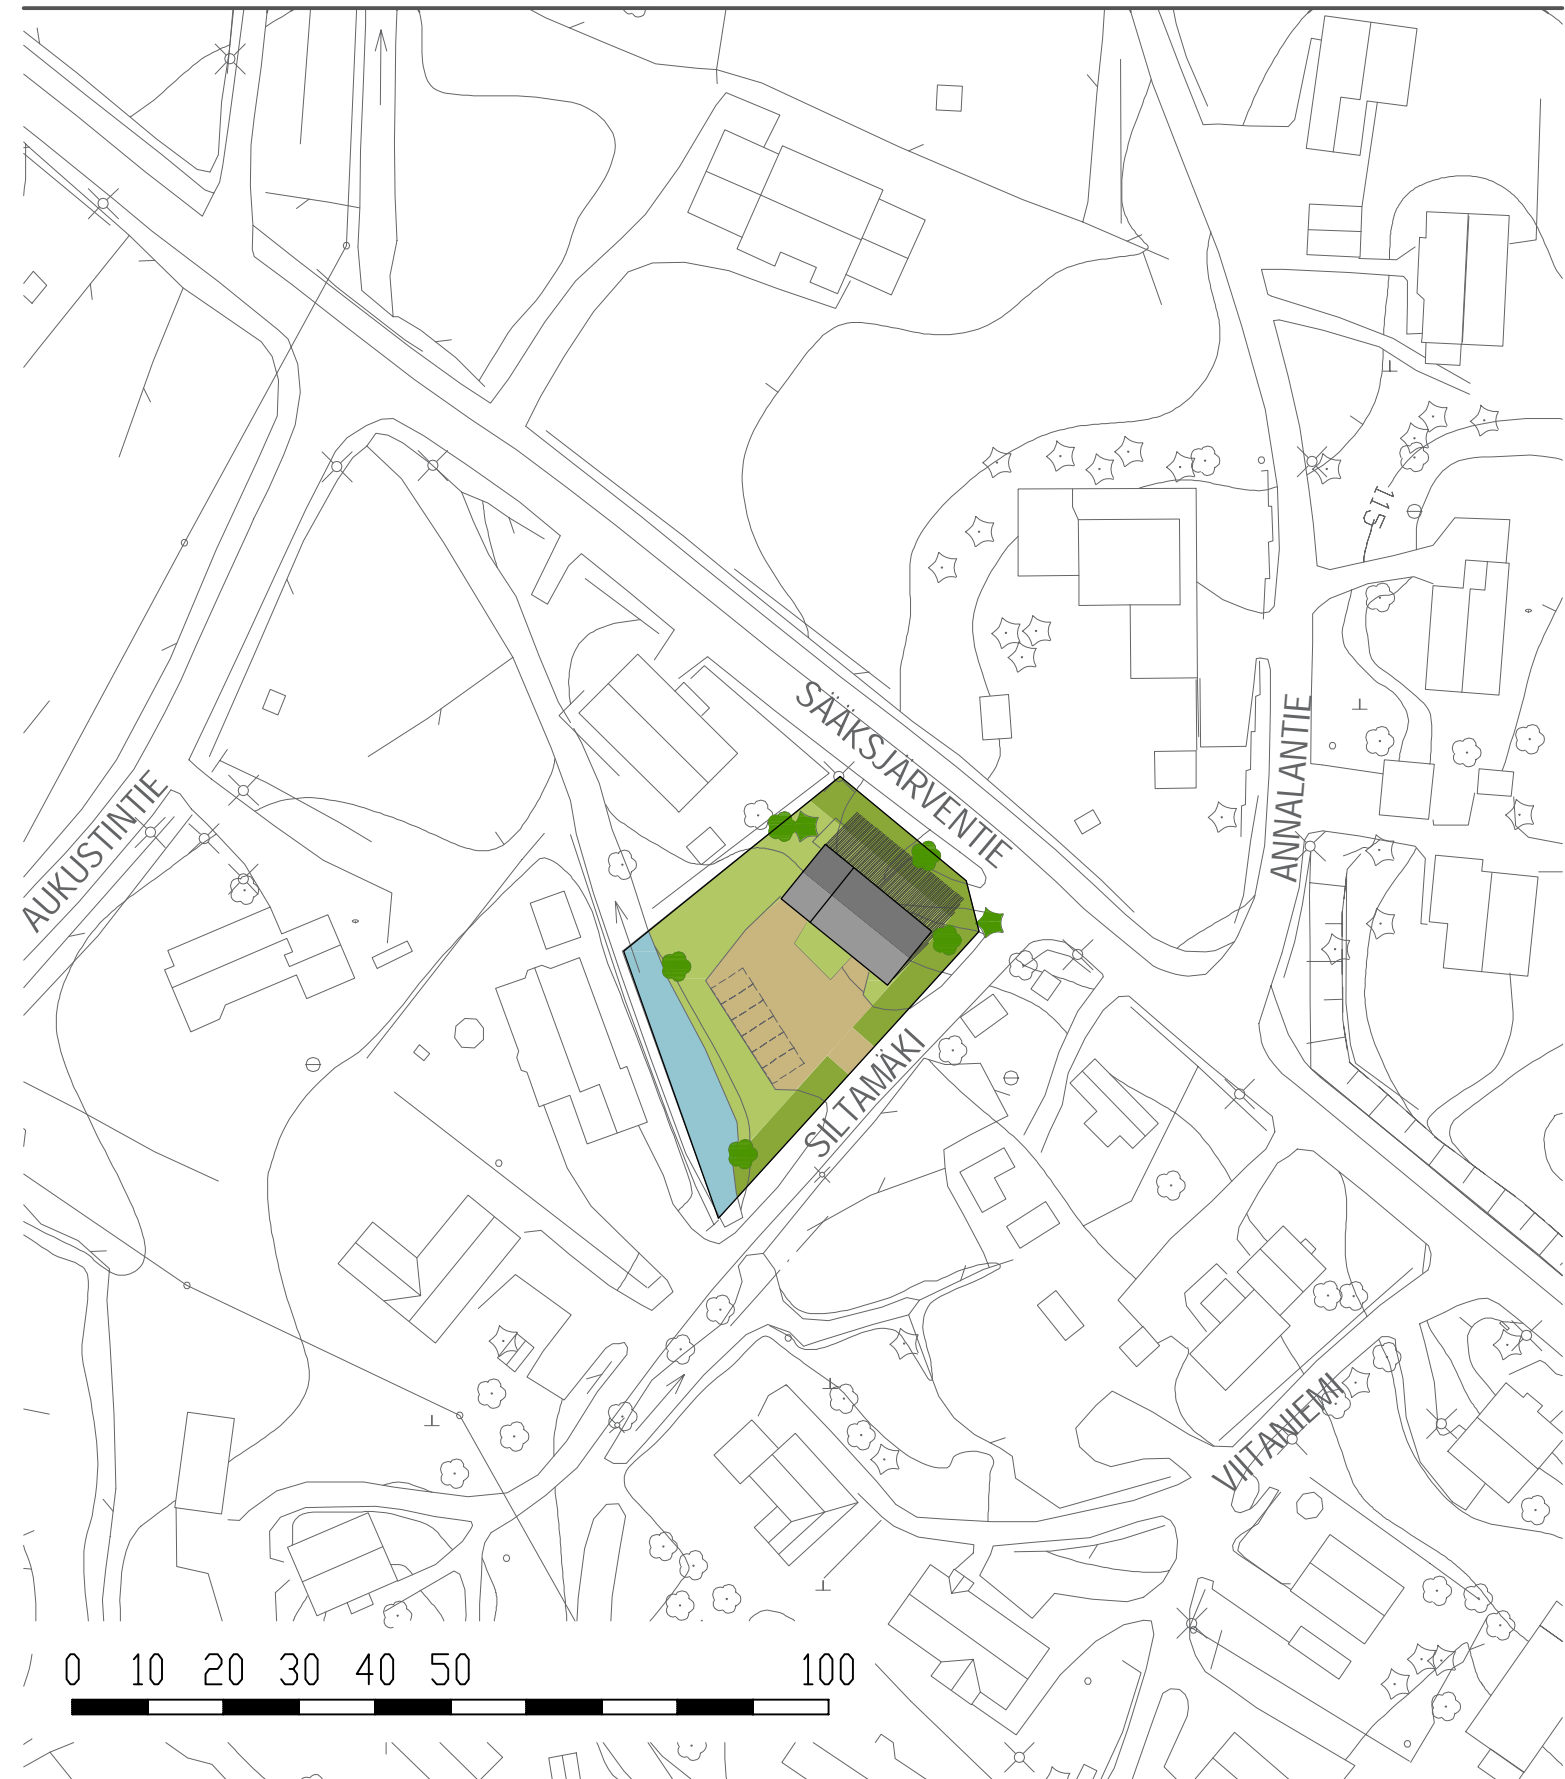 115
SÄÄKSJÄRVENTIE
ANNALANTIE
AUKUSTINTIE
SILTAMÄKI
VIITANIEMI
0 10 20 30 40 50 100